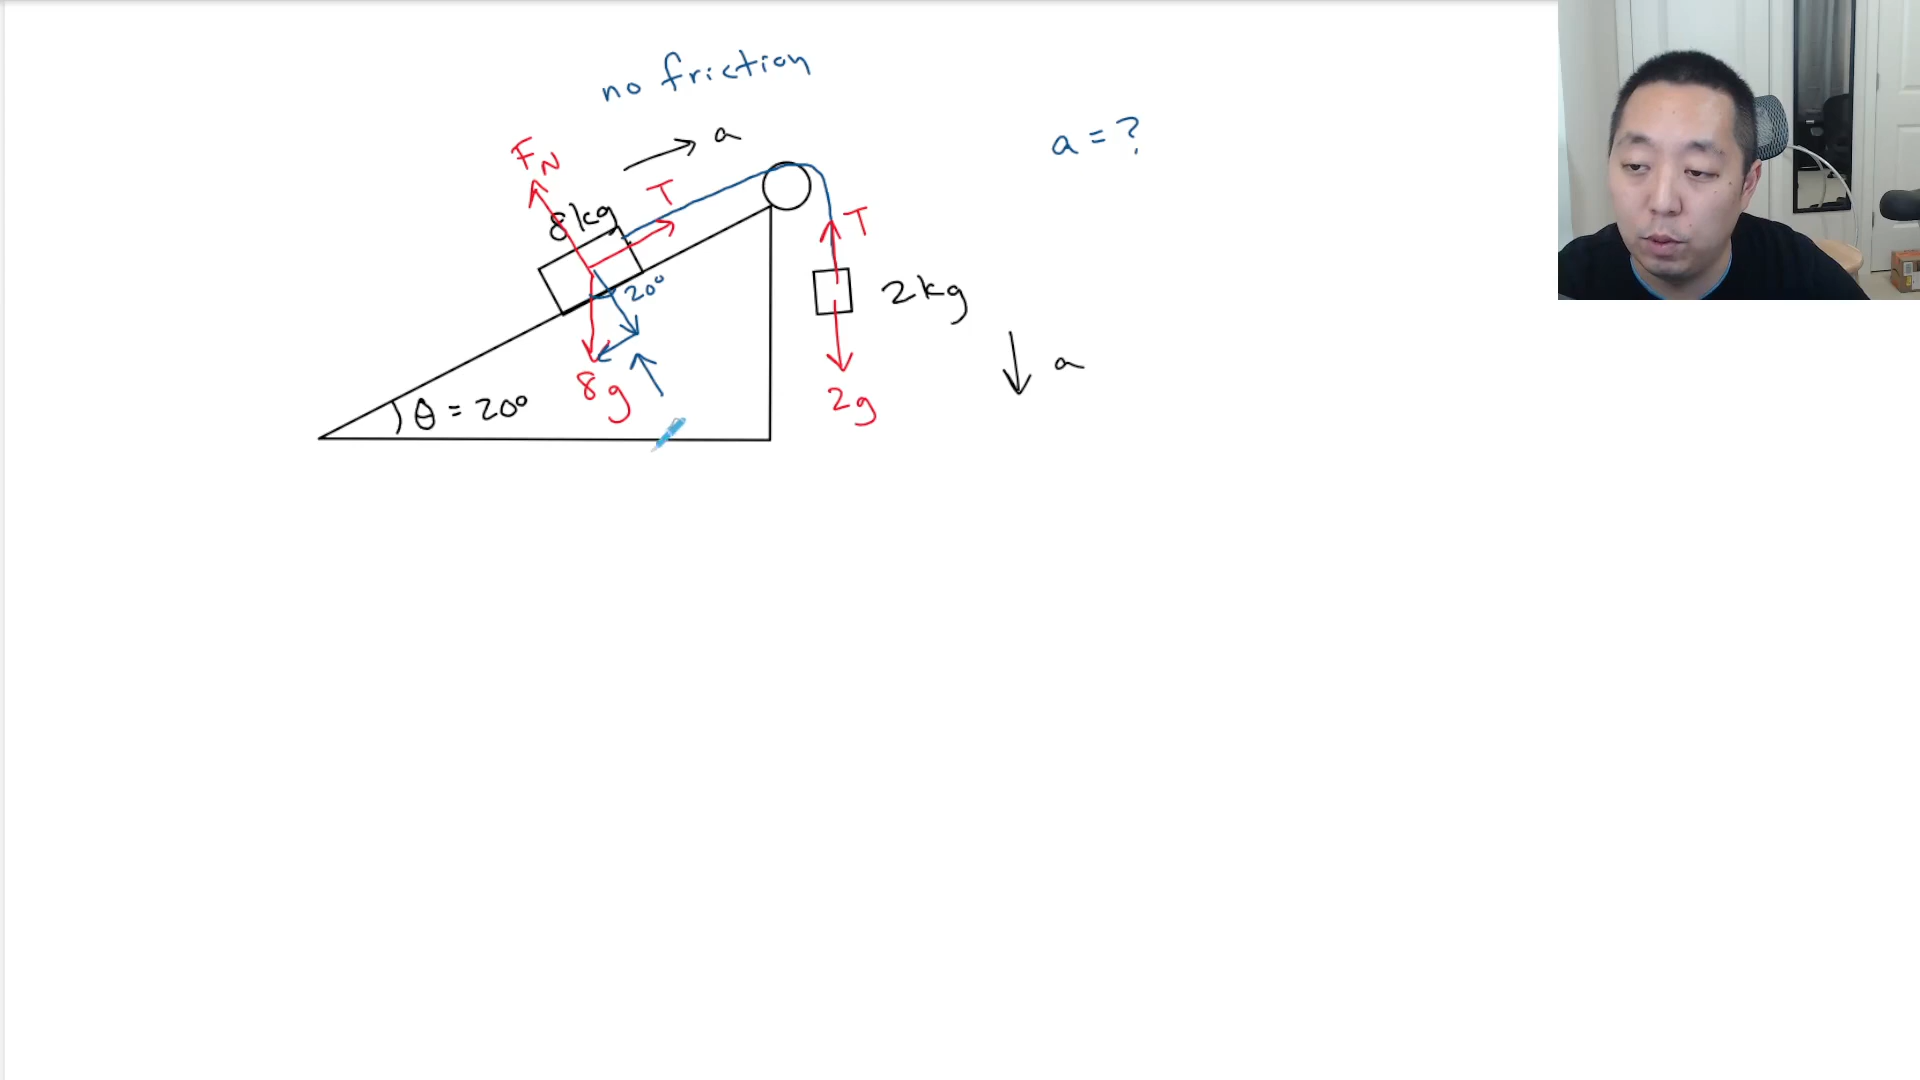 no friction
a = ?
a
F_N
T
8kg
T
20°
2kg
a
8g
2g
θ = 20°